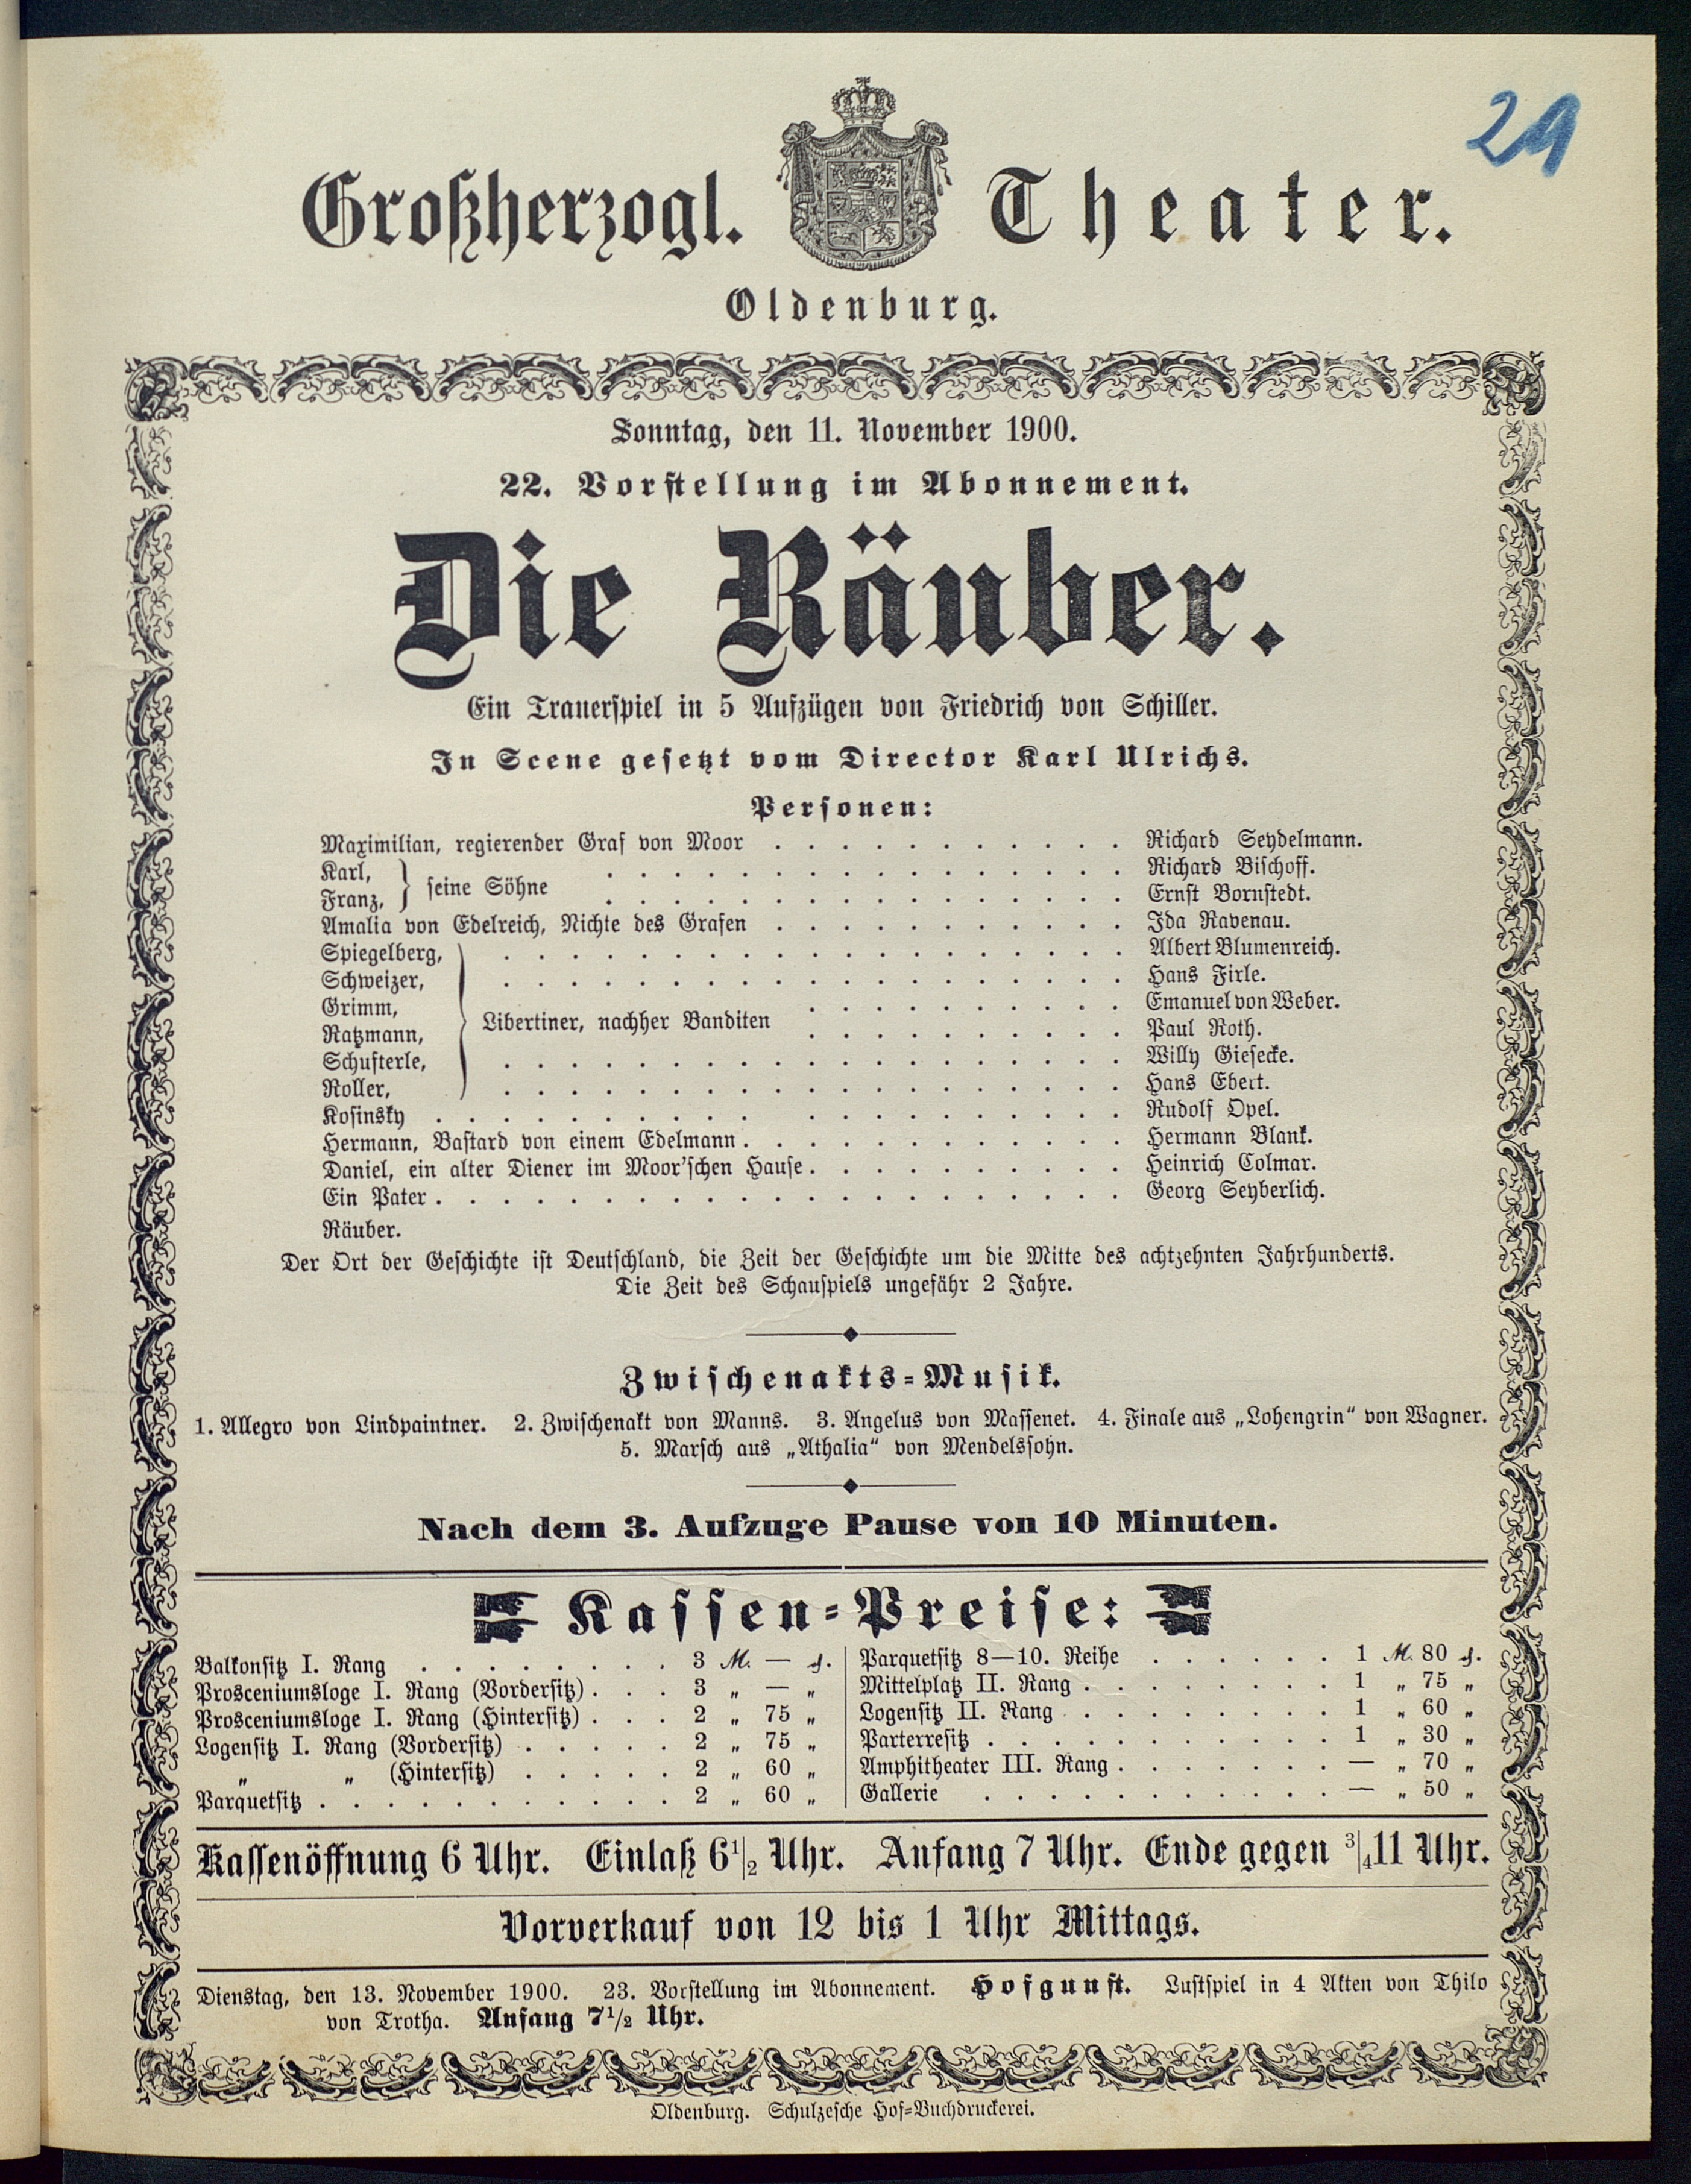 29
Großherzogl. Theater.
Oldenburg.
Sonntag, den 11. November 1900.
22. Vorstellung im Abonnement.
Die Räuber.
Ein Trauerspiel in 5 Aufzügen von Friedrich von Schiller.
In Scene gesetzt vom Director Karl Ulrichs.
Personen:
Maximilian, regierender Graf von Moor . . . . . . . . . . . Richard Seydelmann.
Karl, } seine Söhne . . . . . . . . . . . . . . . . Richard Bischoff.
Franz, . . . . . . . . . . . . . . . . Ernst Bornstedt.
Amalia von Edelreich, Nichte des Grafen . . . . . . . . . . . Ida Ravenau.
Spiegelberg, . . . . . . . . . . . . . . . . . . . Albert Blumenreich.
Schweizer, . . . . . . . . . . . . . . . . . . . Hans Firle.
Grimm, . . . . . . . . . . Emanuel von Weber.
Ratzmann, } Libertiner, nachher Banditen . . . . . . . . . . Paul Roth.
Schufterle, . . . . . . . . . . . . . . . . . . . Willy Giesecke.
Roller, . . . . . . . . . . . . . . . . . . . Hans Ebert.
Kosinsky . . . . . . . . . . . . . . . . . . . . . Rudolf Opel.
Hermann, Bastard von einem Edelmann . . . . . . . . . . . . Hermann Blank.
Daniel, ein alter Diener im Moor'schen Hause . . . . . . . . . . Heinrich Colmar.
Ein Pater . . . . . . . . . . . . . . . . . . . . . Georg Seyberlich.
Räuber.
Der Ort der Geschichte ist Deutschland, die Zeit der Geschichte um die Mitte des achtzehnten Jahrhunderts.
Die Zeit des Schauspiels ungefähr 2 Jahre.
Zwischenakts-Musik.
1. Allegro von Lindpaintner. 2. Zwischenakt von Manns. 3. Angelus von Massenet. 4. Finale aus „Lohengrin“ von Wagner.
5. Marsch aus „Athalia“ von Mendelssohn.
Nach dem 3. Aufzuge Pause von 10 Minuten.
Kassen-Preise:
Balkonsitz I. Rang . . . . . . . . 3 M. — ₰.
Prosceniumsloge I. Rang (Vordersitz) . . . 3 „ — „
Prosceniumsloge I. Rang (Hintersitz) . . . 2 „ 75 „
Logensitz I. Rang (Vordersitz) . . . . . 2 „ 75 „
„ „ (Hintersitz) . . . . . 2 „ 60 „
Parquetsitz . . . . . . . . . . . 2 „ 60 „
Parquetsitz 8—10. Reihe . . . . . . 1 M. 80 ₰.
Mittelplatz II. Rang . . . . . . . . 1 „ 75 „
Logensitz II. Rang . . . . . . . . 1 „ 60 „
Parterresitz . . . . . . . . . . . 1 „ 30 „
Amphitheater III. Rang . . . . . . . — „ 70 „
Gallerie . . . . . . . . . . . — „ 50 „
Kassenöffnung 6 Uhr. Einlaß 6½ Uhr. Anfang 7 Uhr. Ende gegen ¾11 Uhr.
Vorverkauf von 12 bis 1 Uhr Mittags.
Dienstag, den 13. November 1900. 23. Vorstellung im Abonnement. Hofgunst. Lustspiel in 4 Akten von Thilo
von Trotha. Anfang 7½ Uhr.
Oldenburg. Schulzesche Hof-Buchdruckerei.